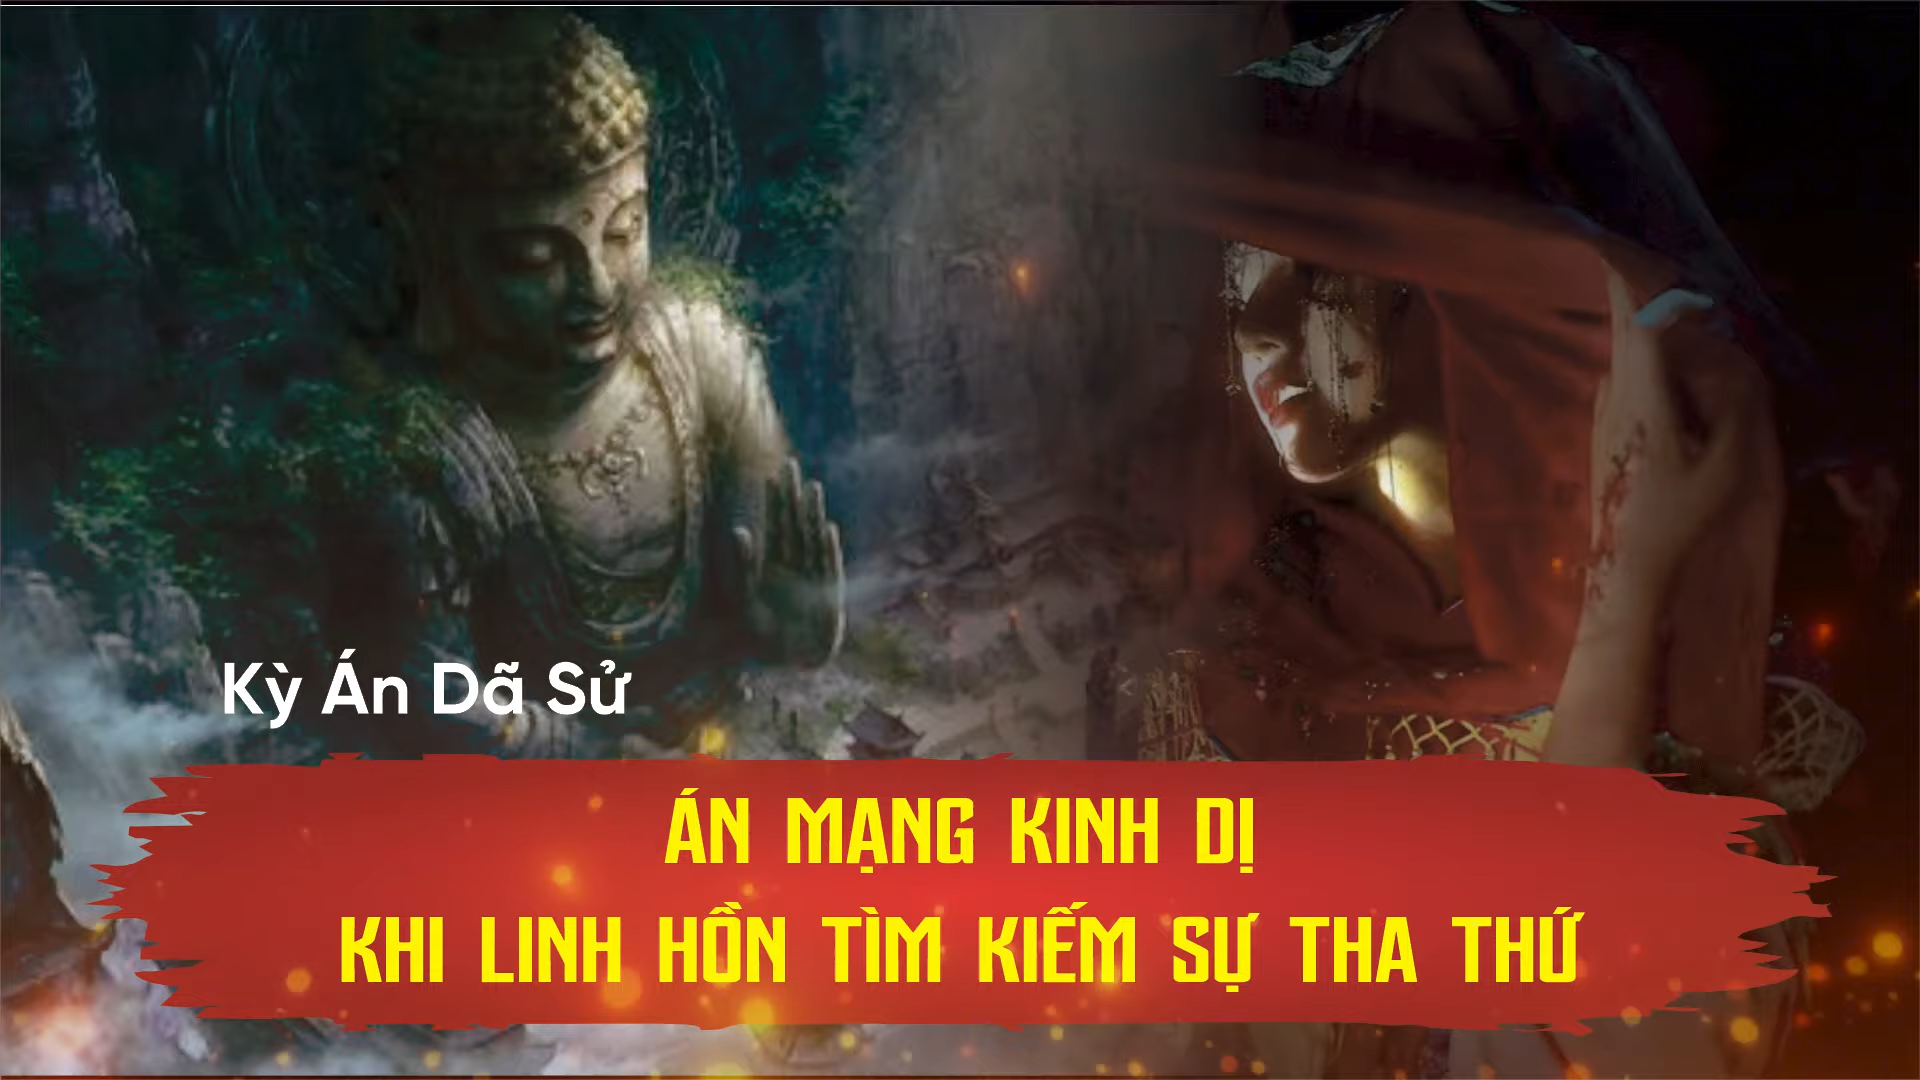 Kỳ Án Dã Sử
ÁN MẠNG KINH DỊ
KHI LINH HỒN TÌM KIẾM SỰ THA THỨ